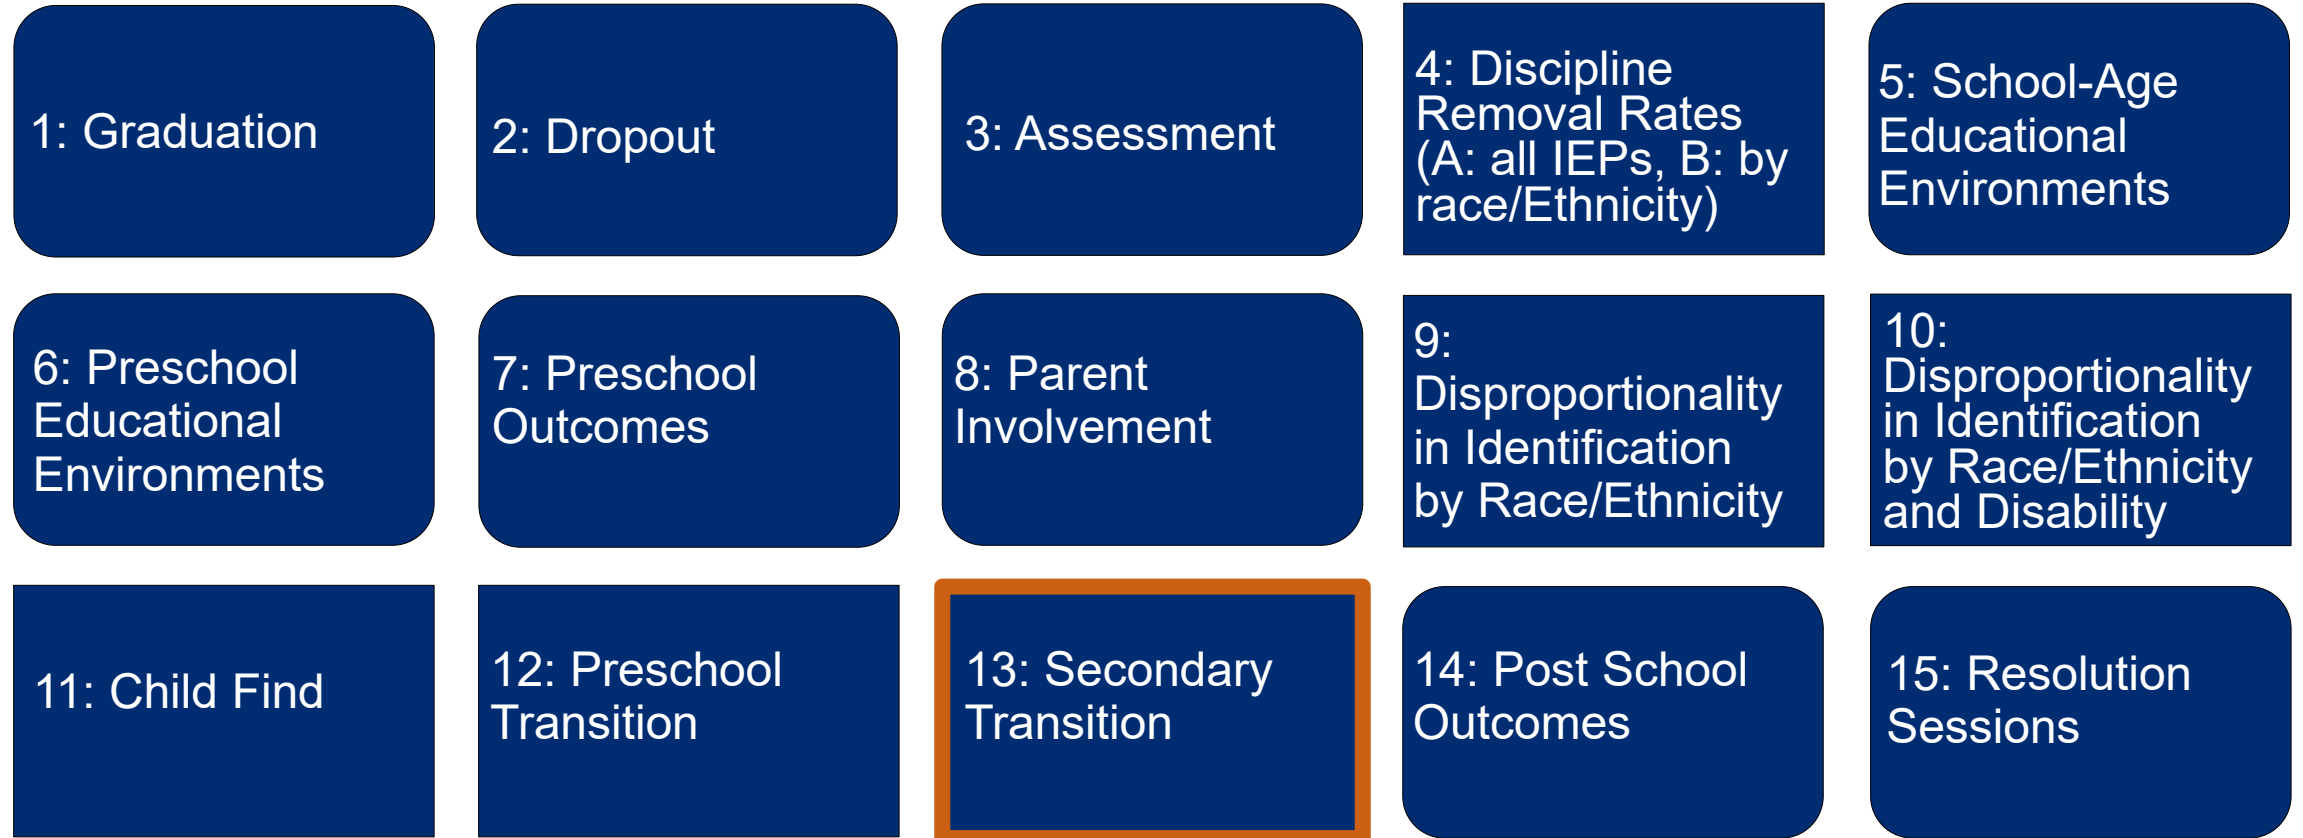 1: Graduation
2: Dropout
3: Assessment
4: Discipline
Removal Rates
(A: all IEPs, B: by
race/Ethnicity)
5: School-Age
Educational
Environments
6: Preschool
Educational
Environments
7: Preschool
Outcomes
8: Parent
Involvement
9:
Disproportionality
in Identification
by Race/Ethnicity
10:
Disproportionality
in Identification
by Race/Ethnicity
and Disability
11: Child Find
12: Preschool
Transition
13: Secondary
Transition
14: Post School
Outcomes
15: Resolution
Sessions